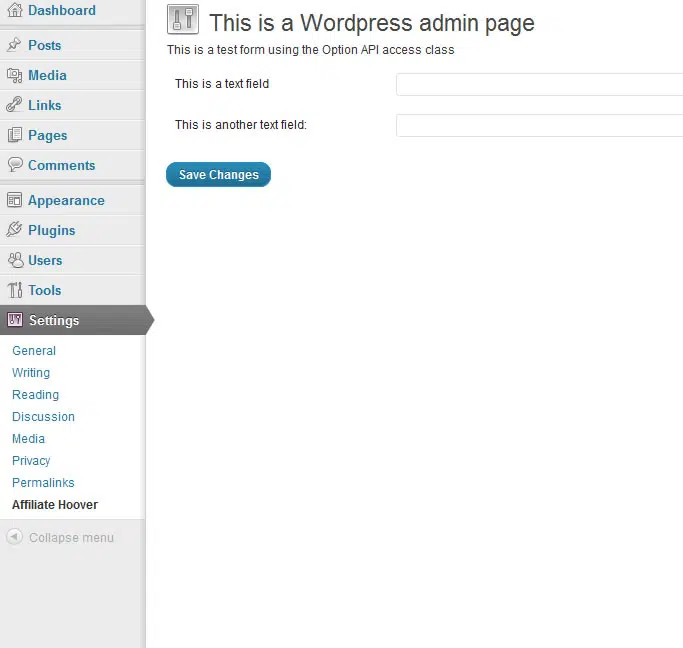 Dashboard
Posts
Media
Links
Pages
Comments
Appearance
Plugins
Users
Tools
Settings
General
Writing
Reading
Discussion
Media
Privacy
Permalinks
Affiliate Hoover
Collapse menu
This is a Wordpress admin page
This is a test form using the Option API access class
This is a text field
This is another text field:
Save Changes